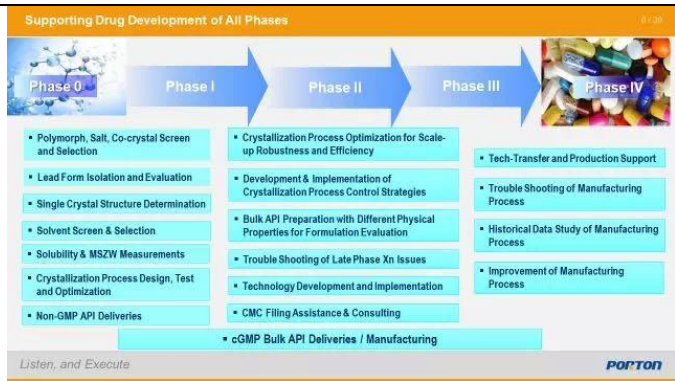 Supporting Drug Development of All Phases
Phase 0
Phase I
Phase II
Phase III
Phase IV
▪ Polymorph, Salt, Co-crystal Screen
and Selection
▪ Lead Form Isolation and Evaluation
▪ Single Crystal Structure Determination
▪ Solvent Screen & Selection
▪ Solubility & MSZW Measurements
▪ Crystallization Process Design, Test
and Optimization
▪ Non-GMP API Deliveries
▪ Crystallization Process Optimization for Scale-
up Robustness and Efficiency
▪ Development & Implementation of
Crystallization Process Control Strategies
▪ Bulk API Preparation with Different Physical
Properties for Formulation Evaluation
▪ Trouble Shooting of Late Phase Xn Issues
▪ Technology Development and Implementation
▪ CMC Filing Assistance & Consulting
▪ Tech-Transfer and Production Support
▪ Trouble Shooting of Manufacturing
Process
▪ Historical Data Study of Manufacturing
Process
▪ Improvement of Manufacturing
Process
▪ cGMP Bulk API Deliveries / Manufacturing
Listen, and Execute
PORTON